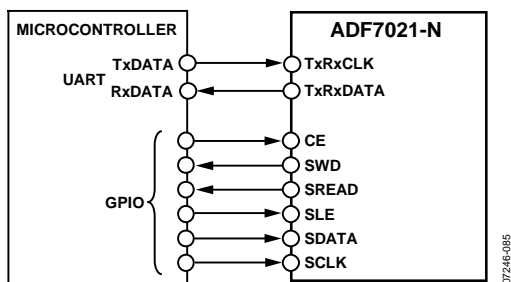 MICROCONTROLLER
ADF7021-N
TxDATA
TxRxCLK
UART
RxDATA
TxRxDATA
CE
SWD
SREAD
GPIO
SLE
SDATA
SCLK
07246-085